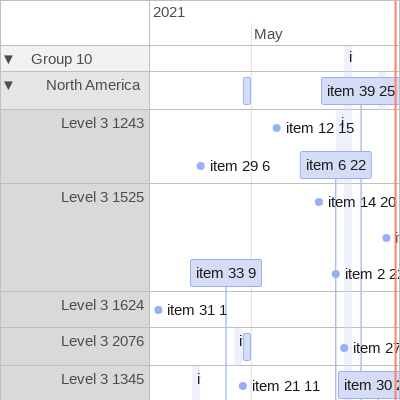 2021
May
▼ Group 10
i
▼ North America
item 39 25
Level 3 1243
item 12 15
i
item 29 6
item 6 22
Level 3 1525
item 14 20
item 33 9
item 2 22
Level 3 1624
item 31 1
Level 3 2076
i
item 27
Level 3 1345
i
item 21 11
item 30 2